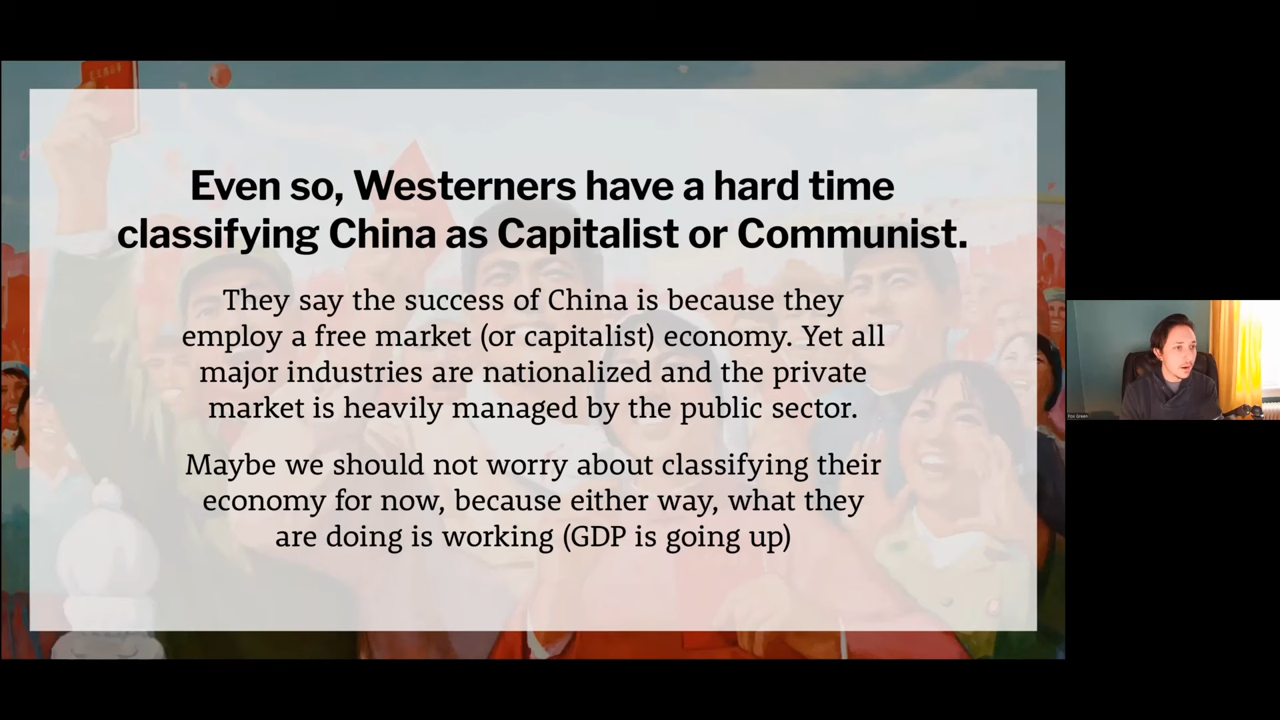 Even so, Westerners have a hard time
classifying China as Capitalist or Communist.
They say the success of China is because they
employ a free market (or capitalist) economy. Yet all
major industries are nationalized and the private
market is heavily managed by the public sector.
Maybe we should not worry about classifying their
economy for now, because either way, what they
are doing is working (GDP is going up)
Fox Green